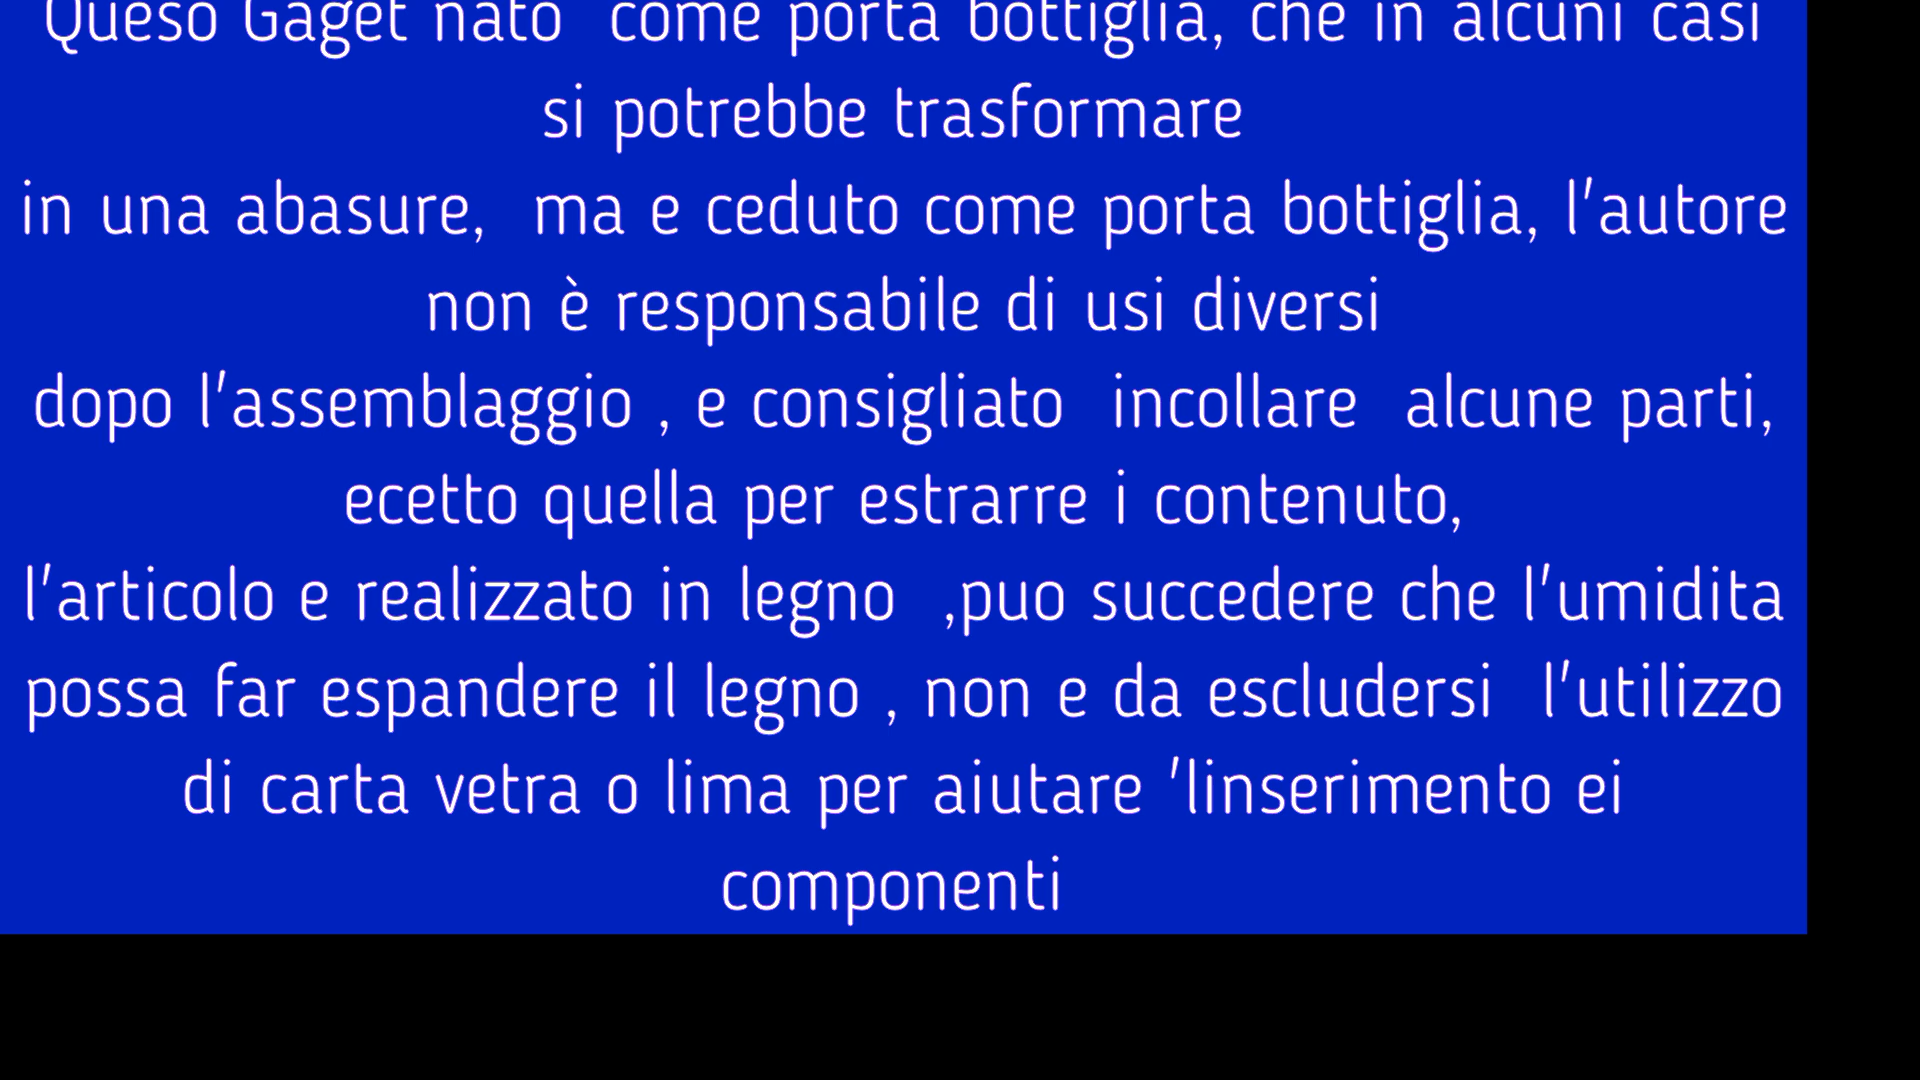 Queso Gaget nato come porta bottiglia, che in alcuni casi
si potrebbe trasformare
in una abasure, ma e ceduto come porta bottiglia, l'autore
non è responsabile di usi diversi
dopo l'assemblaggio , e consigliato incollare alcune parti,
ecetto quella per estrarre i contenuto,
l'articolo e realizzato in legno ,puo succedere che l'umidita
possa far espandere il legno , non e da escludersi l'utilizzo
di carta vetra o lima per aiutare 'linserimento ei
componenti